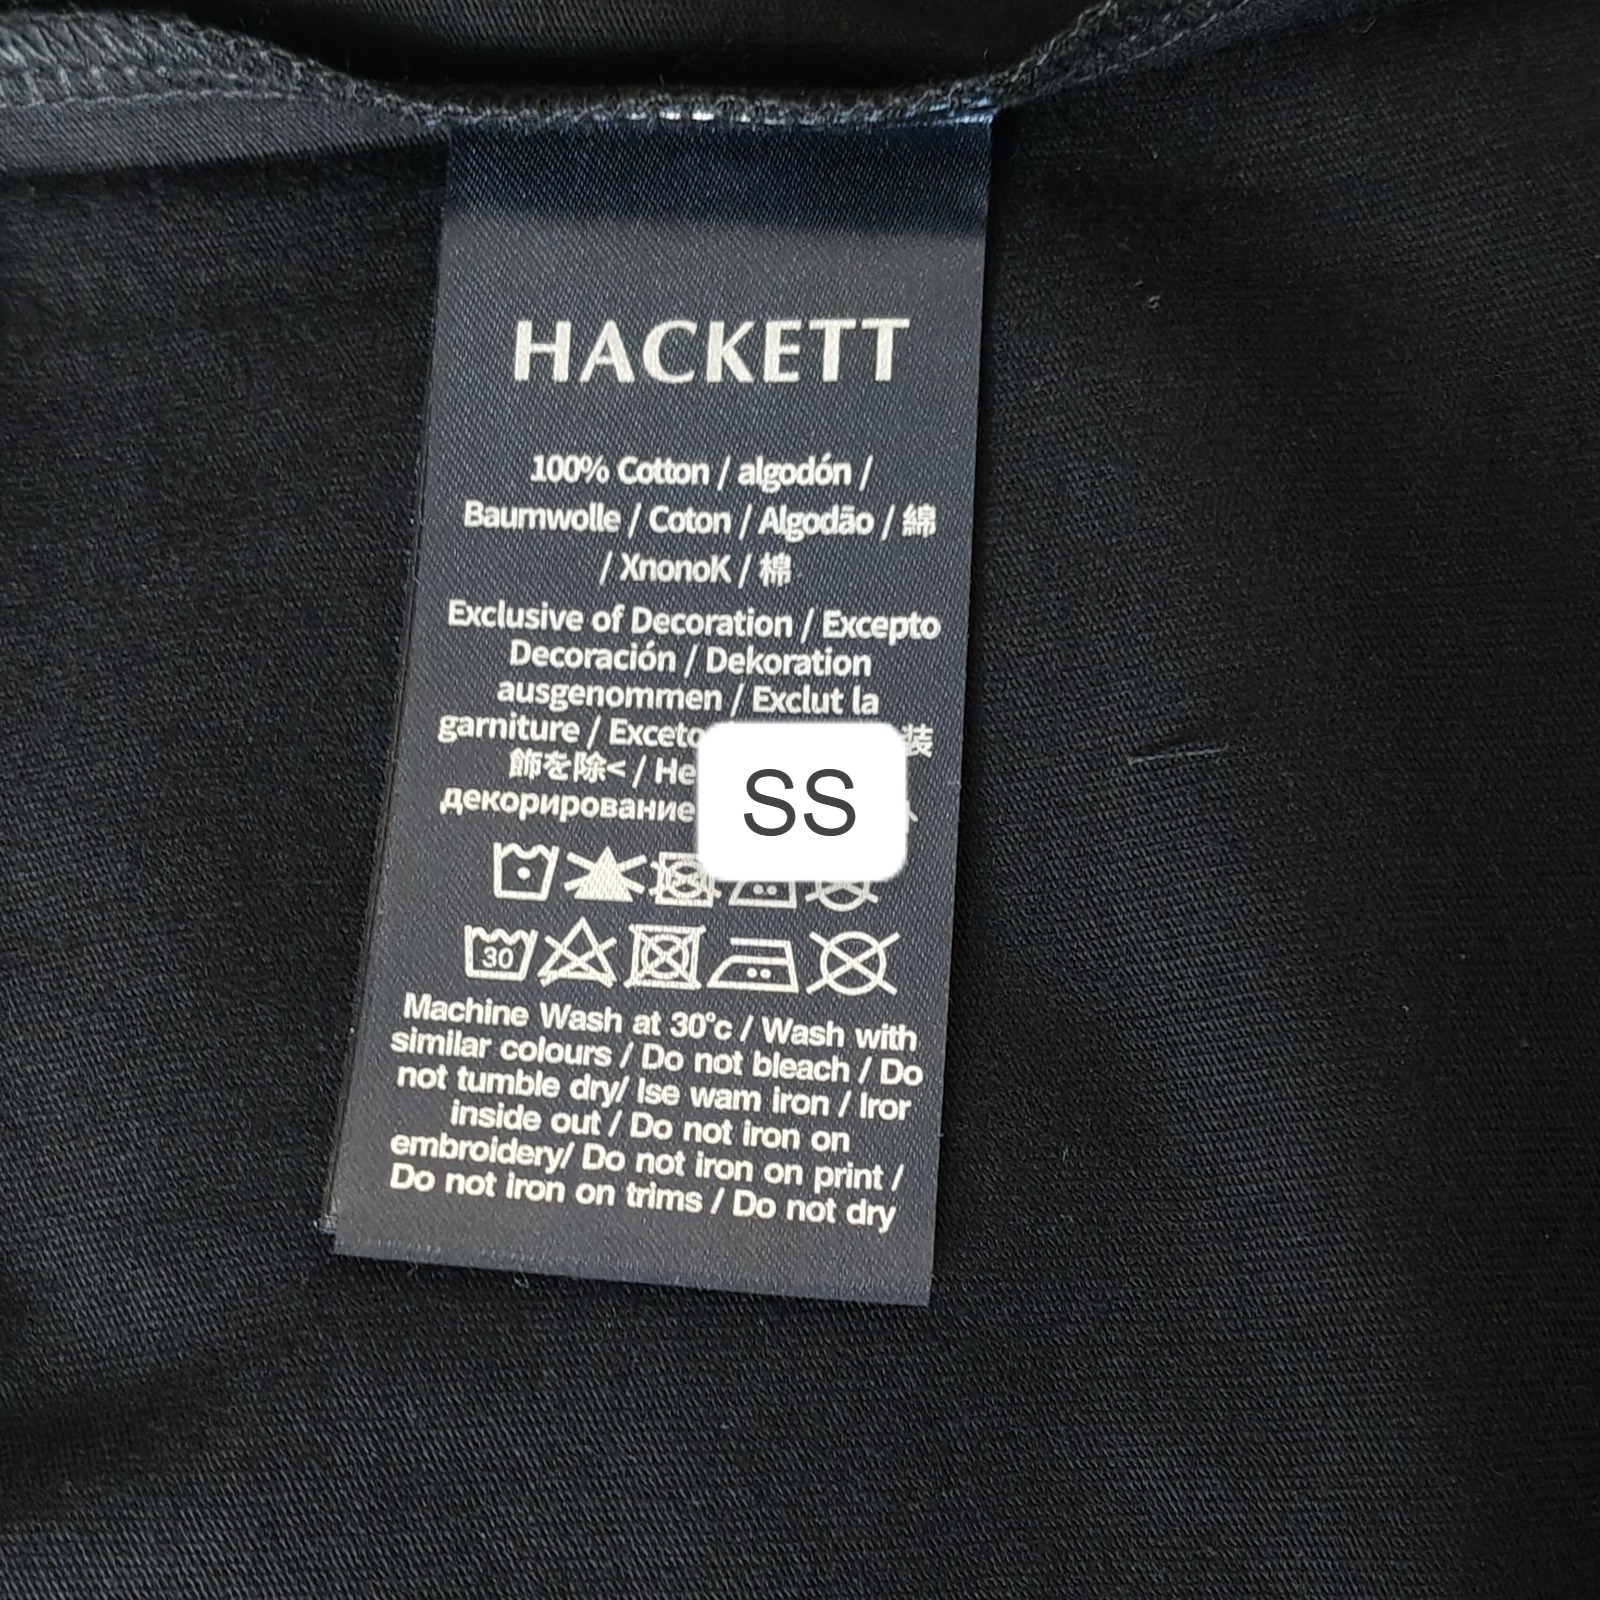 HACKETT
100% Cotton / algodón /
Baumwolle / Coton / Algodão / 綿
/ XnonoK / 棉
Exclusive of Decoration / Excepto
Decoración / Dekoration
ausgenommen / Exclut la
garniture / Exceto 装
飾を除< / He
декорирование
SS
30
Machine Wash at 30°c / Wash with
similar colours / Do not bleach / Do
not tumble dry/ Ise wam iron / Iror
inside out / Do not iron on
embroidery/ Do not iron on print /
Do not iron on trims / Do not dry